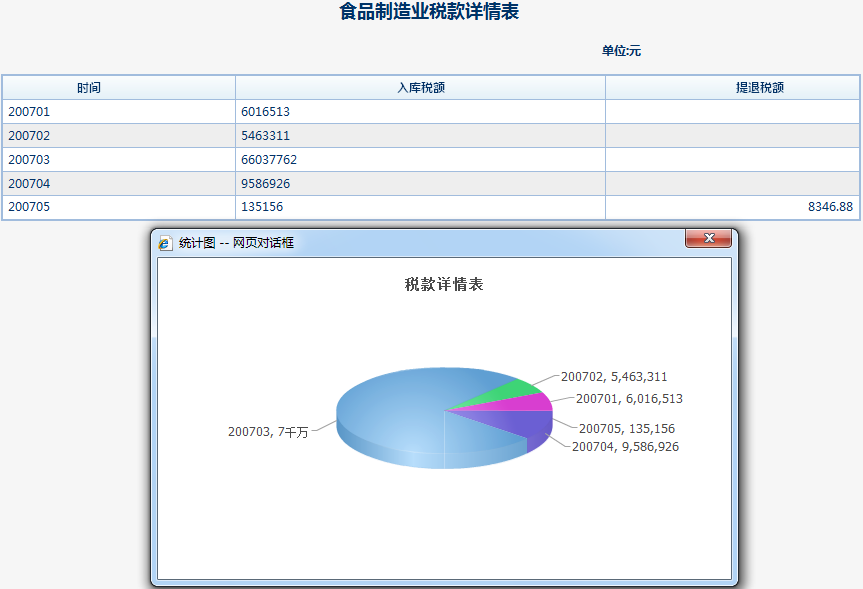 食品制造业税款详情表
单位:元
时间 入库税额 提退税额
200701 6016513
200702 5463311
200703 66037762
200704 9586926
200705 135156 8346.88
统计图 -- 网页对话框
税款详情表
200702, 5,463,311
200701, 6,016,513
200703, 7千万
200705, 135,156
200704, 9,586,926